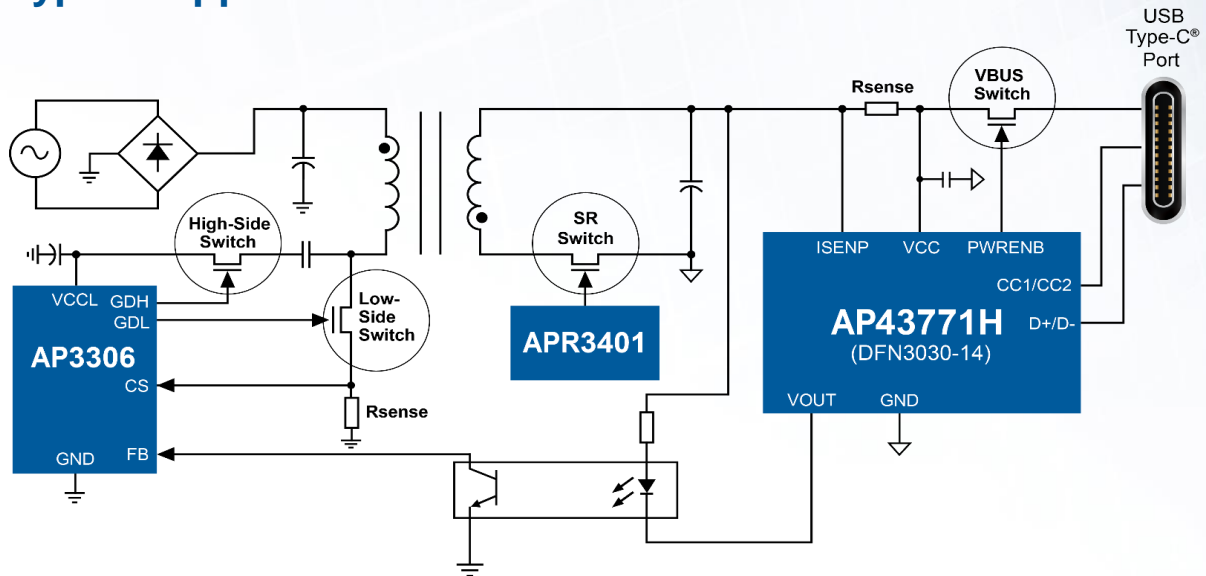 USB
Type-C®
Port
Rsense
VBUS
Switch
High-Side
Switch
SR
Switch
ISENP
VCC
PWRENB
VCCL
GDH
GDL
Low-
Side
Switch
CC1/CC2
AP3306
APR3401
AP43771H
(DFN3030-14)
D+/D-
CS
Rsense
VOUT
GND
GND
FB